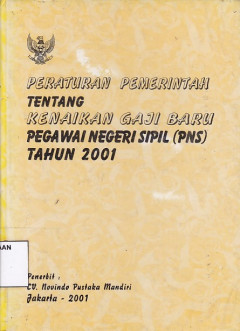 PERATURAN PEMERINTAH
TENTANG
KENAIKAN GAJI BARU
PEGAWAI NEGERI SIPIL (PNS)
TAHUN 2001
Penerbit :
CV. Novindo Pustaka Mandiri
Jakarta - 2001